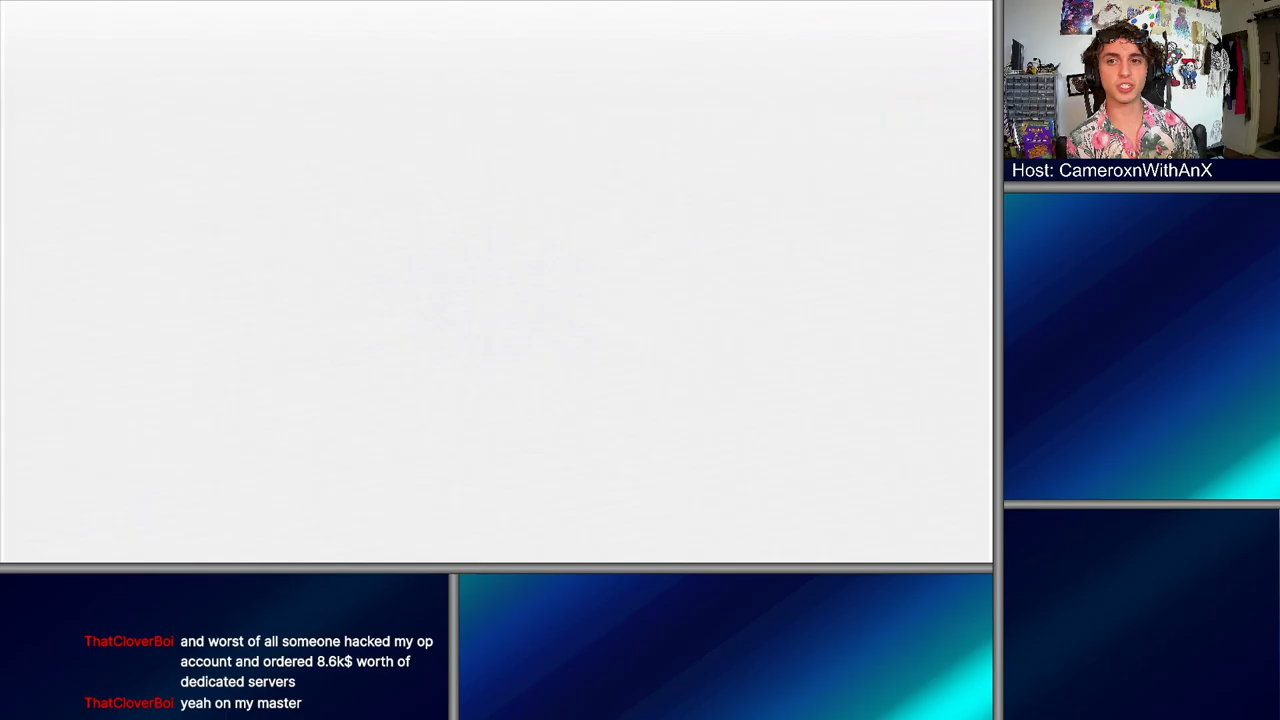 Host: CameroxnWithAnX
ThatCloverBoi and worst of all someone hacked my op
account and ordered 8.6k$ worth of
dedicated servers
ThatCloverBoi yeah on my master